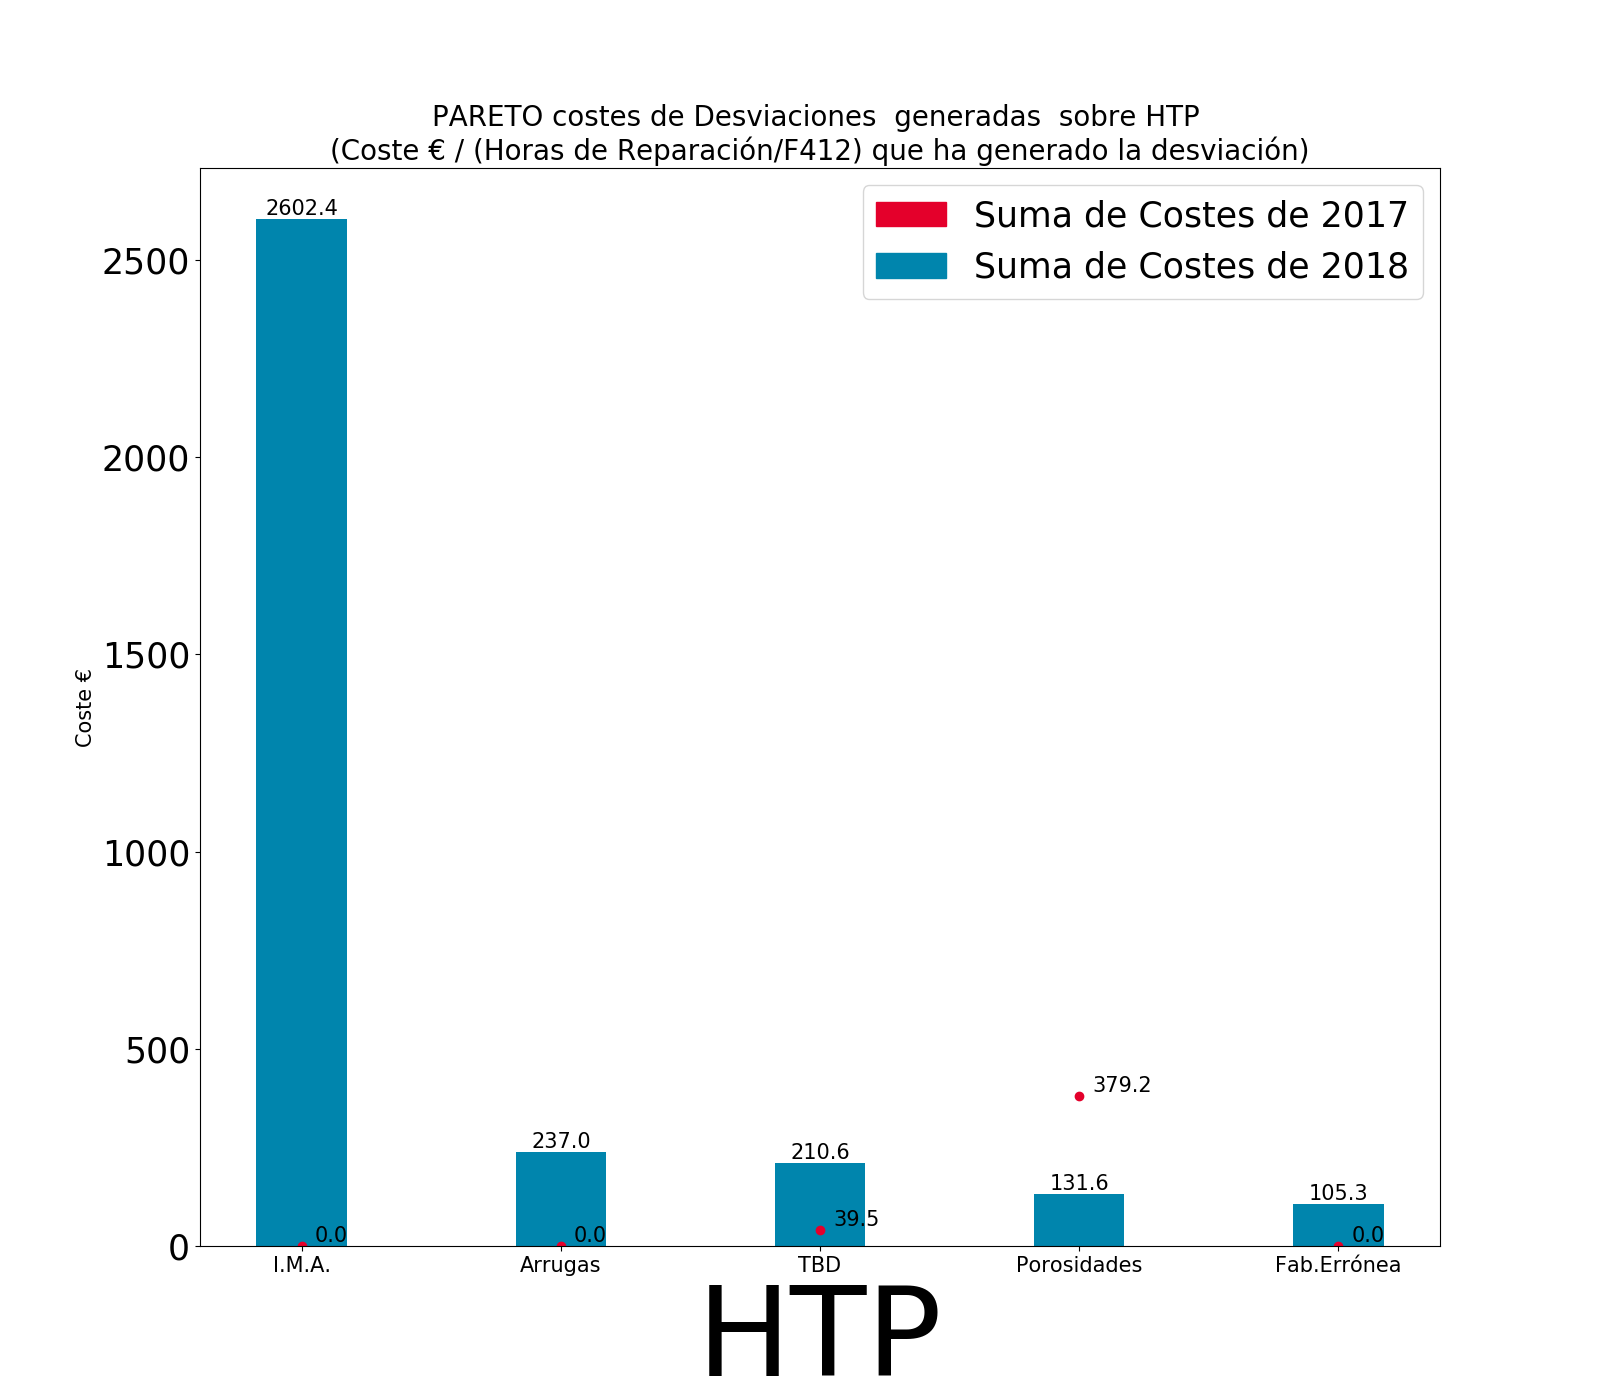 PARETO costes de Desviaciones  generadas  sobre HTP
(Coste € / (Horas de Reparación/F412) que ha generado la desviación)
Suma de Costes de 2017
Suma de Costes de 2018
Coste €
2500
2000
1500
1000
500
0
2602.4
237.0
210.6
131.6
105.3
0.0
0.0
39.5
379.2
0.0
I.M.A.
Arrugas
TBD
Porosidades
Fab.Errónea
HTP